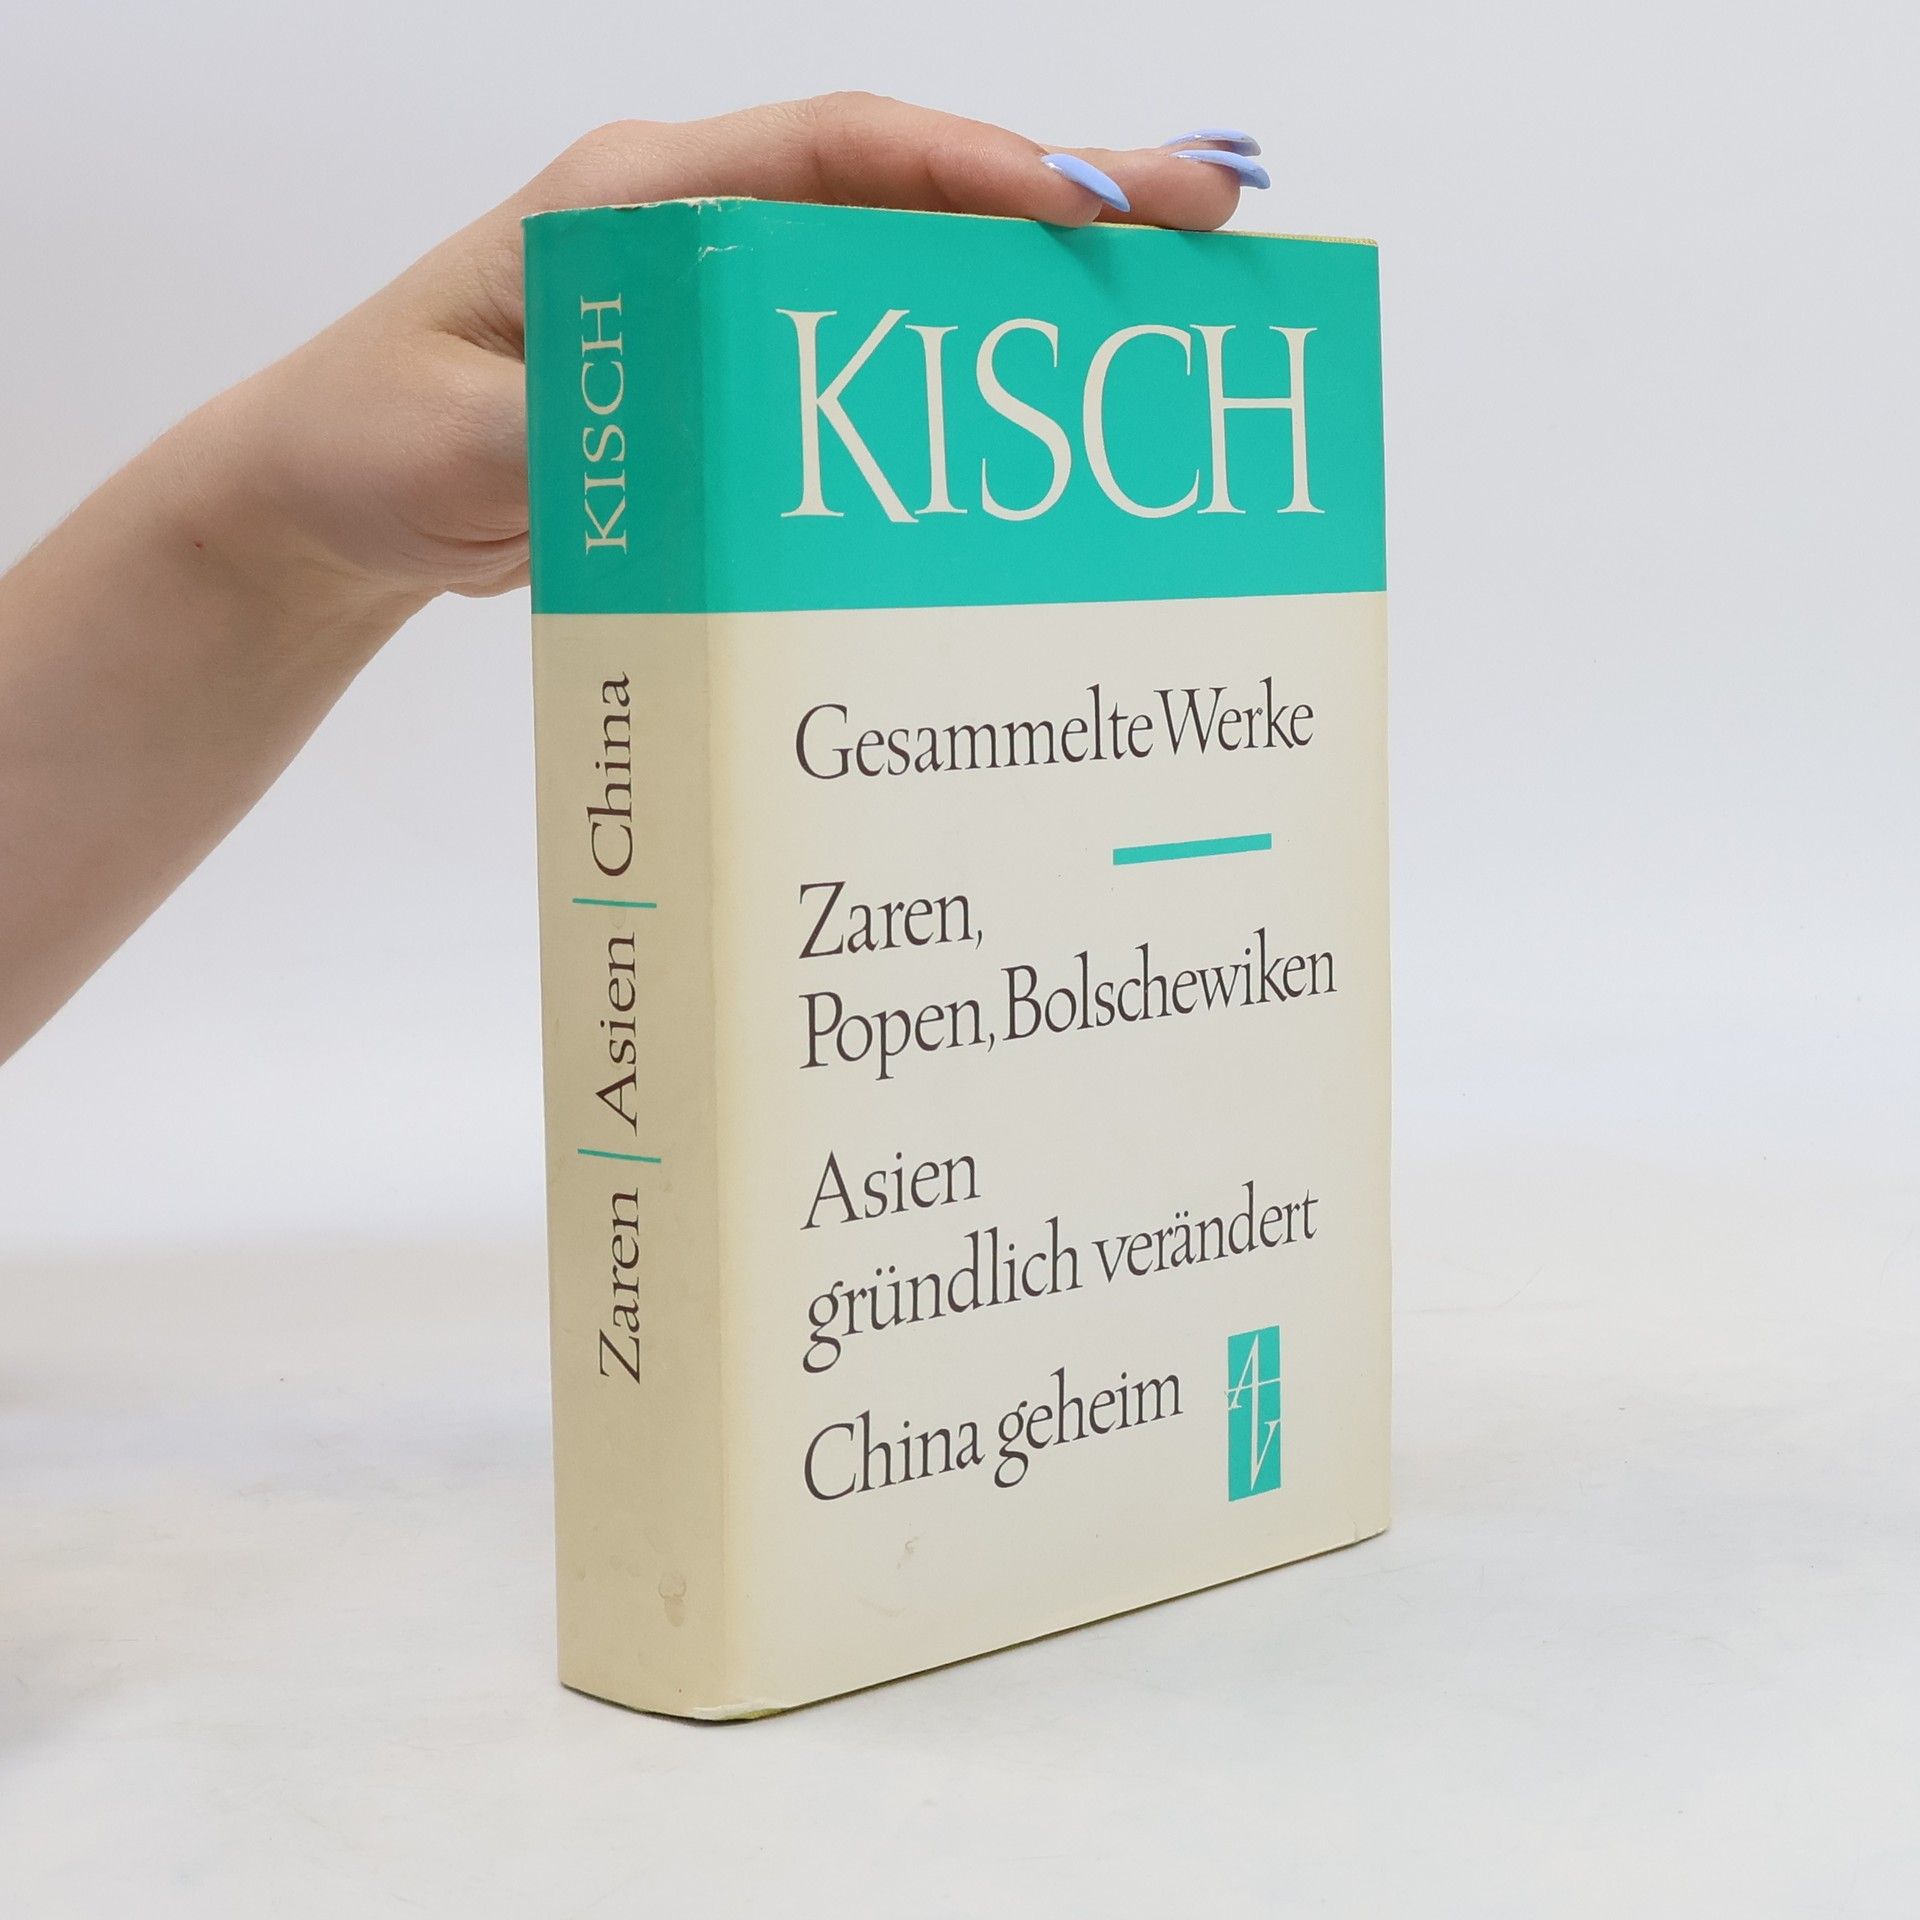 KISCH
Zaren | Asien | China
KISCH
Gesammelte Werke
Zaren,
Popen, Bolschewiken
Asien
gründlich verändert
China geheim
AV